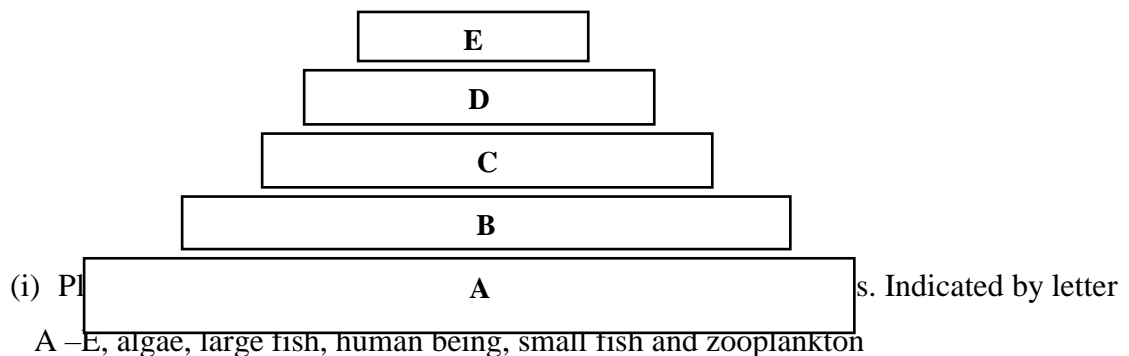 E
D
C
B
A
(i) Pl s. Indicated by letter
A –E, algae, large fish, human being, small fish and zooplankton